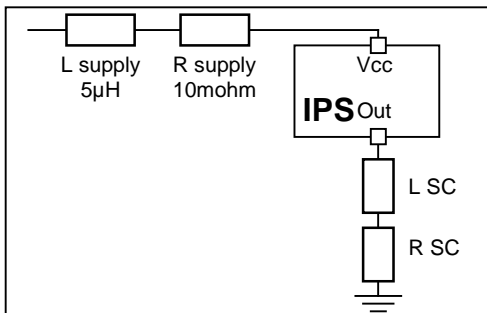 L supply
5µH
R supply
10mohm
Vcc
IPS Out
L SC
R SC